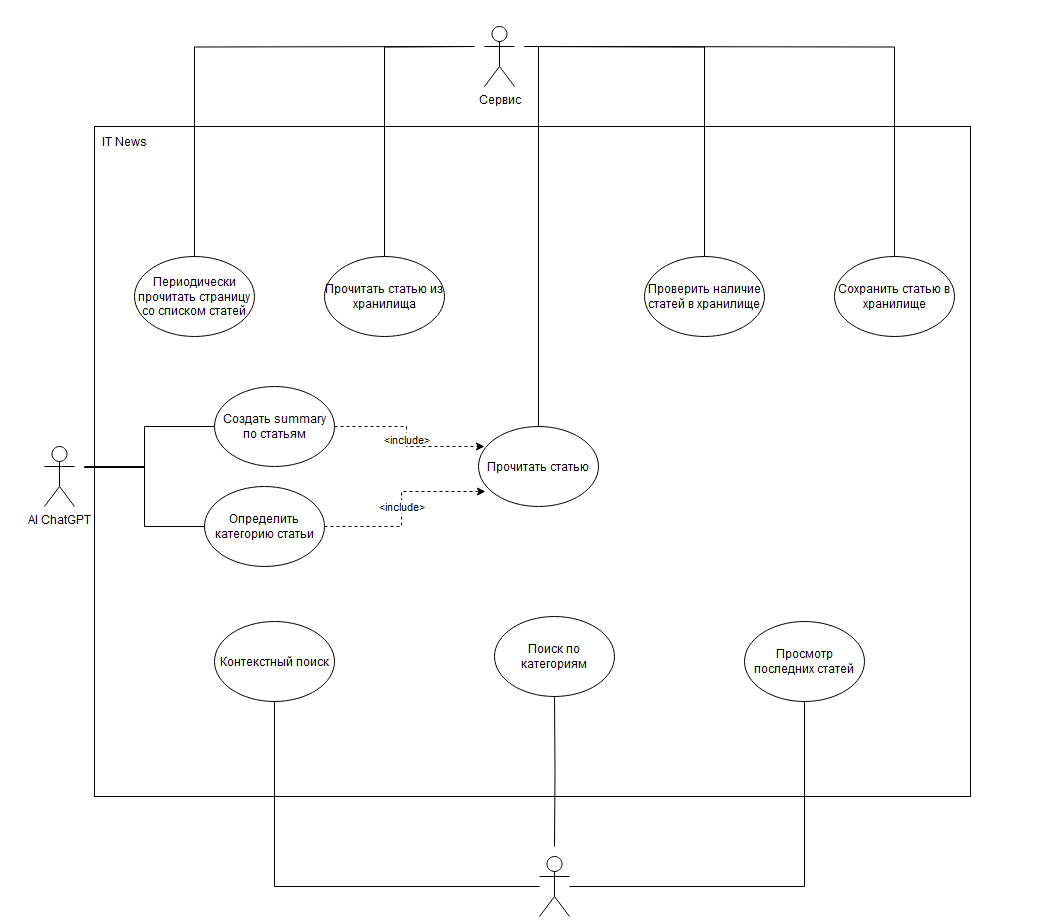 Сервис
IT News
Периодически
прочитать страницу
со списком статей
Прочитать статью из
хранилища
Проверить наличие
статей в хранилище
Сохранить статью в
хранилище
Создать summary
по статьям
<include>
Прочитать статью
AI ChatGPT
<include>
Определить
категорию статьи
Контекстный поиск
Поиск по
категориям
Просмотр
последних статей